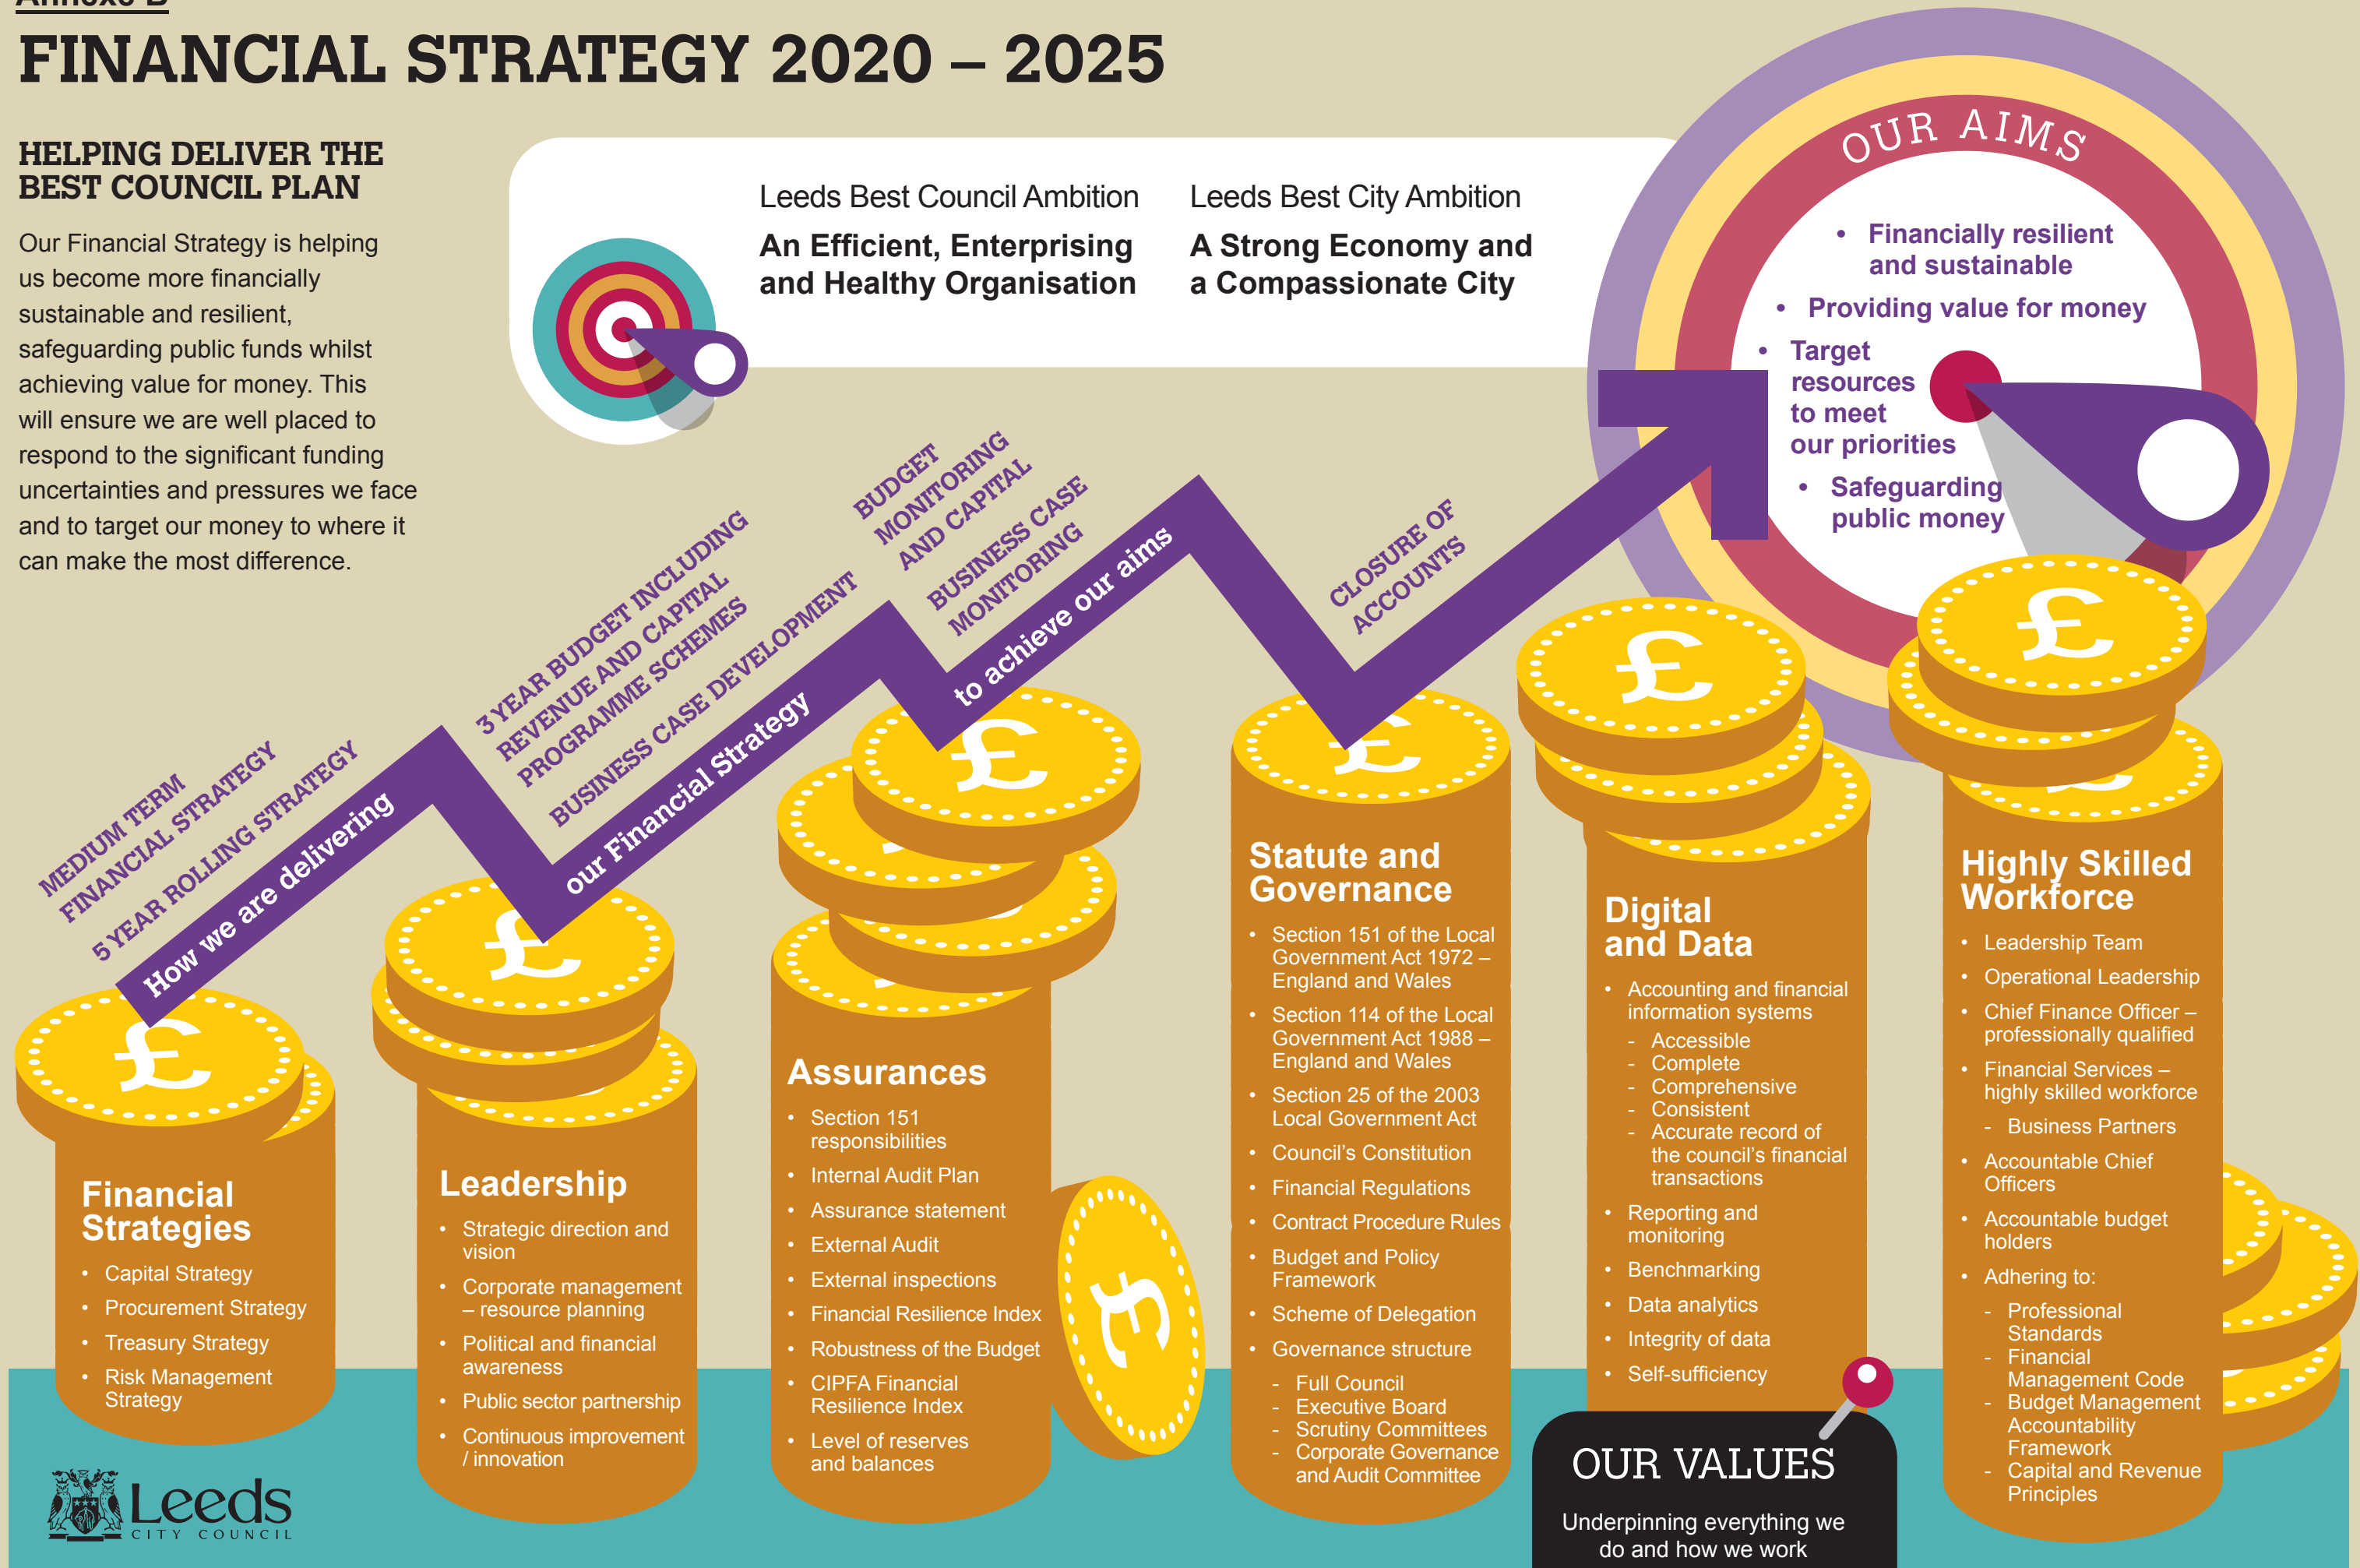 Annexe B
FINANCIAL STRATEGY 2020 – 2025
HELPING DELIVER THE
BEST COUNCIL PLAN
Our Financial Strategy is helping
us become more financially
sustainable and resilient,
safeguarding public funds whilst
achieving value for money. This
will ensure we are well placed to
respond to the significant funding
uncertainties and pressures we face
and to target our money to where it
can make the most difference.
Leeds Best Council Ambition
An Efficient, Enterprising
and Healthy Organisation
Leeds Best City Ambition
A Strong Economy and
a Compassionate City
OUR AIMS
• Financially resilient
and sustainable
• Providing value for money
• Target
resources
to meet
our priorities
• Safeguarding
public money
MEDIUM TERM
FINANCIAL STRATEGY
5 YEAR ROLLING STRATEGY
How we are delivering
3 YEAR BUDGET INCLUDING
REVENUE AND CAPITAL
PROGRAMME SCHEMES
BUSINESS CASE DEVELOPMENT
our Financial Strategy
BUDGET
MONITORING
AND CAPITAL
BUSINESS CASE
MONITORING
to achieve our aims
CLOSURE OF
ACCOUNTS
£
£
£
£
£
£
£
Financial
Strategies
• Capital Strategy
• Procurement Strategy
• Treasury Strategy
• Risk Management
Strategy
Leadership
• Strategic direction and
vision
• Corporate management
– resource planning
• Political and financial
awareness
• Public sector partnership
• Continuous improvement
/ innovation
Assurances
• Section 151
responsibilities
• Internal Audit Plan
• Assurance statement
• External Audit
• External inspections
• Financial Resilience Index
• Robustness of the Budget
• CIPFA Financial
Resilience Index
• Level of reserves
and balances
Statute and
Governance
• Section 151 of the Local
Government Act 1972 –
England and Wales
• Section 114 of the Local
Government Act 1988 –
England and Wales
• Section 25 of the 2003
Local Government Act
• Council's Constitution
• Financial Regulations
• Contract Procedure Rules
• Budget and Policy
Framework
• Scheme of Delegation
• Governance structure
- Full Council
- Executive Board
- Scrutiny Committees
- Corporate Governance
and Audit Committee
Digital
and Data
• Accounting and financial
information systems
- Accessible
- Complete
- Comprehensive
- Consistent
- Accurate record of
the council's financial
transactions
• Reporting and
monitoring
• Benchmarking
• Data analytics
• Integrity of data
• Self-sufficiency
Highly Skilled
Workforce
• Leadership Team
• Operational Leadership
• Chief Finance Officer –
professionally qualified
• Financial Services –
highly skilled workforce
- Business Partners
• Accountable Chief
Officers
• Accountable budget
holders
• Adhering to:
- Professional
Standards
- Financial
Management Code
- Budget Management
Accountability
Framework
- Capital and Revenue
Principles
OUR VALUES
Underpinning everything we
do and how we work
Leeds
CITY COUNCIL